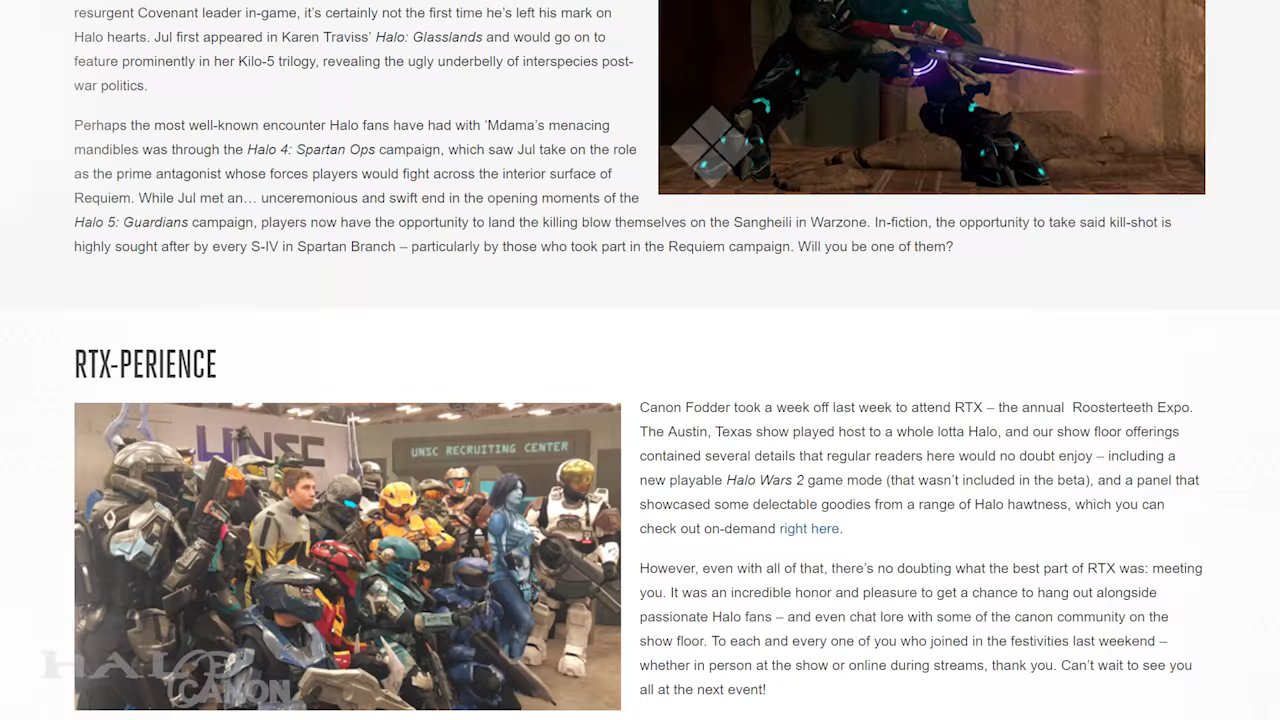 resurgent Covenant leader in-game, it's certainly not the first time he's left his mark on
Halo hearts. Jul first appeared in Karen Traviss' Halo: Glasslands and would go on to
feature prominently in her Kilo-5 trilogy, revealing the ugly underbelly of interspecies post-
war politics.
Perhaps the most well-known encounter Halo fans have had with 'Mdama's menacing
mandibles was through the Halo 4: Spartan Ops campaign, which saw Jul take on the role
as the prime antagonist whose forces players would fight across the interior surface of
Requiem. While Jul met an… unceremonious and swift end in the opening moments of the
Halo 5: Guardians campaign, players now have the opportunity to land the killing blow themselves on the Sangheili in Warzone. In-fiction, the opportunity to take said kill-shot is
highly sought after by every S-IV in Spartan Branch – particularly by those who took part in the Requiem campaign. Will you be one of them?
RTX-PERIENCE
UNSC
UNSC RECRUITING CENTER
Canon Fodder took a week off last week to attend RTX – the annual  Roosterteeth Expo.
The Austin, Texas show played host to a whole lotta Halo, and our show floor offerings
contained several details that regular readers here would no doubt enjoy – including a
new playable Halo Wars 2 game mode (that wasn't included in the beta), and a panel that
showcased some delectable goodies from a range of Halo hawtness, which you can
check out on-demand right here.
However, even with all of that, there's no doubting what the best part of RTX was: meeting
you. It was an incredible honor and pleasure to get a chance to hang out alongside
passionate Halo fans – and even chat lore with some of the canon community on the
show floor. To each and every one of you who joined in the festivities last weekend –
whether in person at the show or online during streams, thank you. Can't wait to see you
all at the next event!
HALO
CANON